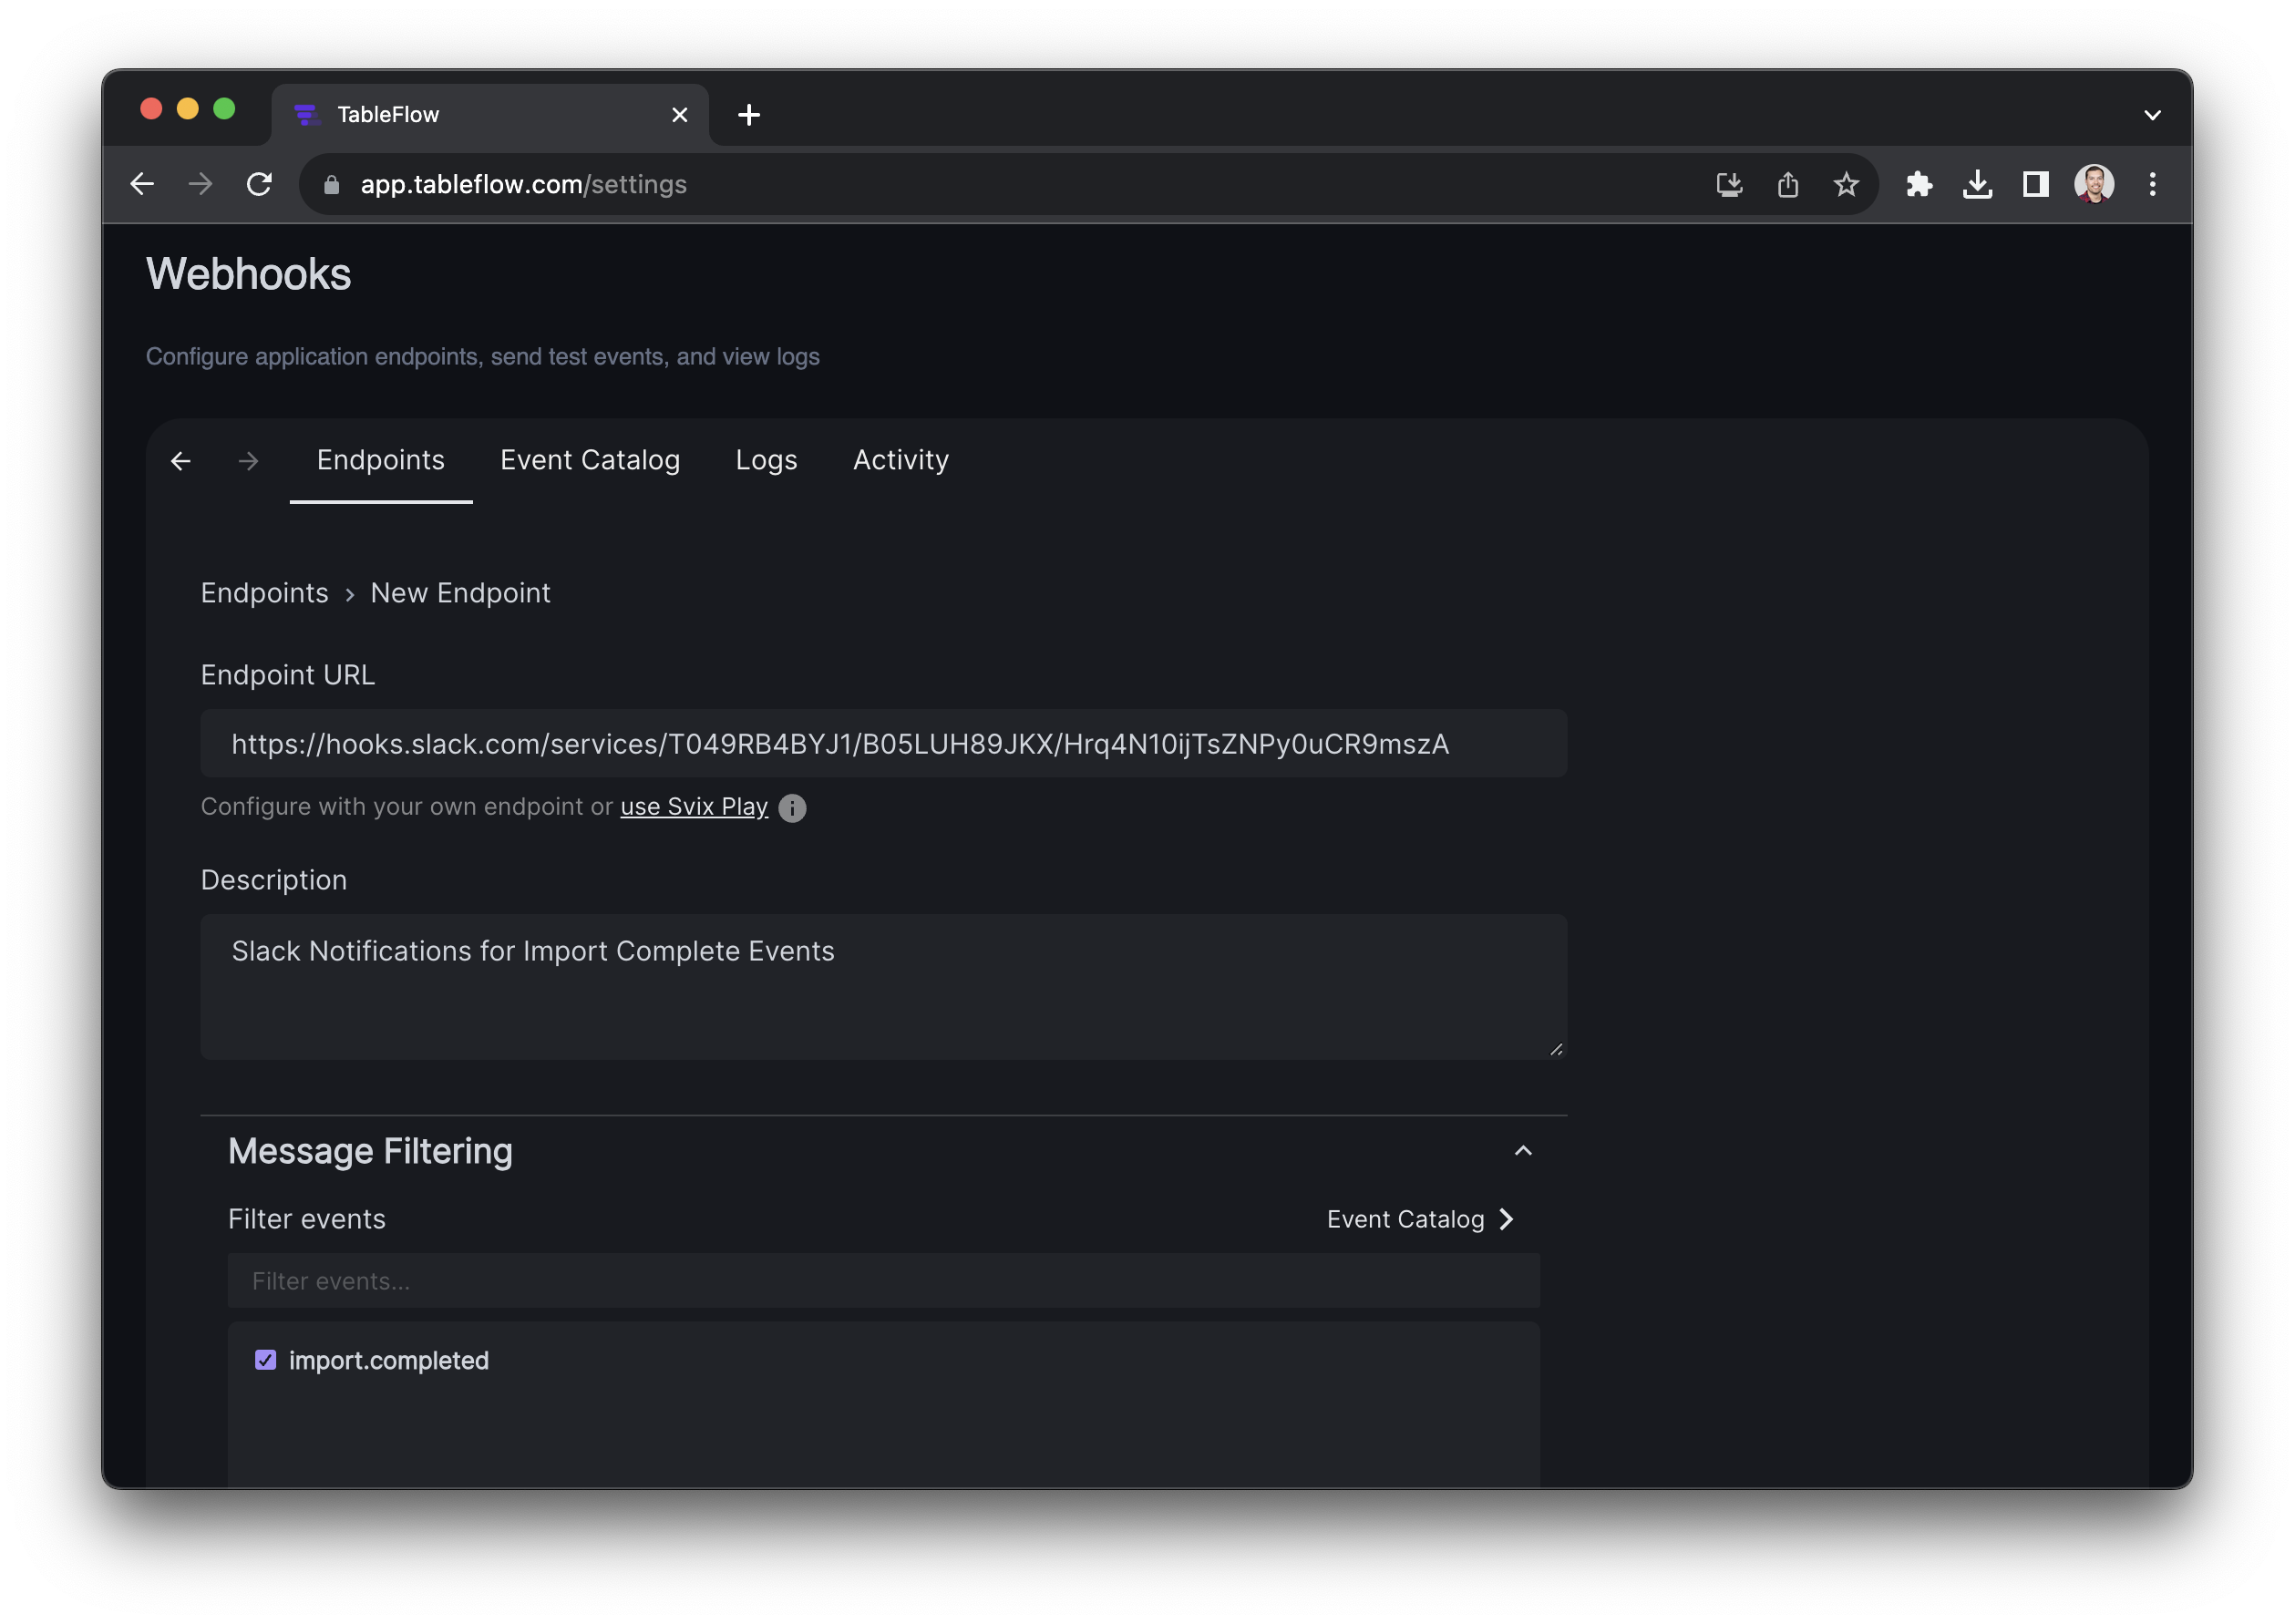 TableFlow
app.tableflow.com/settings
Webhooks
Configure application endpoints, send test events, and view logs
Endpoints Event Catalog Logs Activity
Endpoints › New Endpoint
Endpoint URL
https://hooks.slack.com/services/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
Configure with your own endpoint or use Svix Play
Description
Slack Notifications for Import Complete Events
Message Filtering
Filter events Event Catalog
Filter events...
import.completed